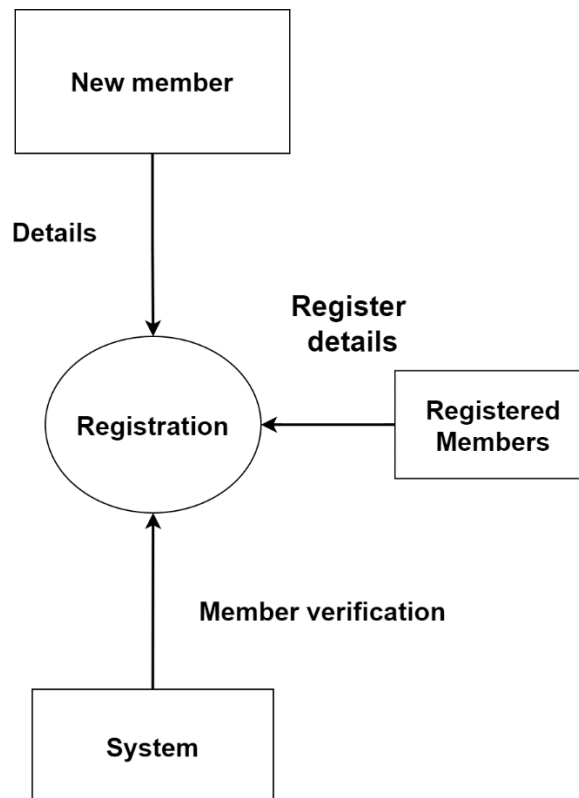 New member
Details
Register
details
Registered
Members
Registration
Member verification
System